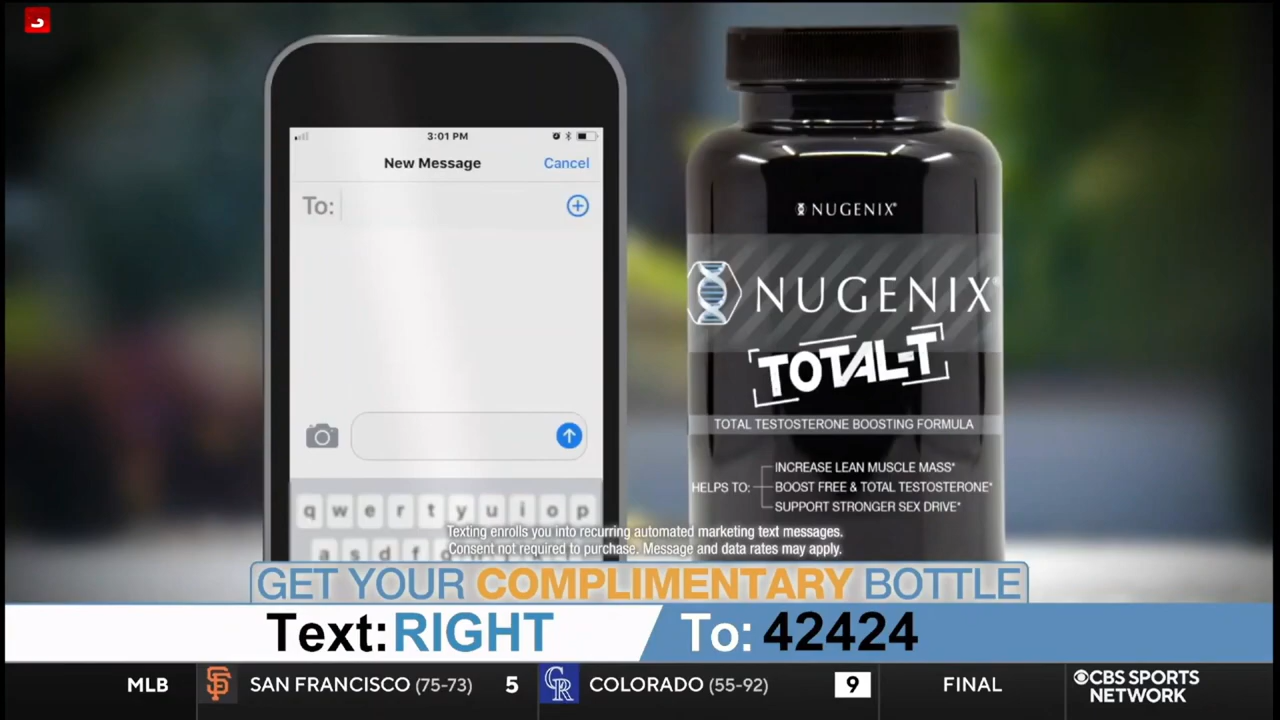 3:01 PM
New Message
Cancel
To:
NUGENIX®
NUGENIX®
TOTAL-T
TOTAL TESTOSTERONE BOOSTING FORMULA
HELPS TO:
INCREASE LEAN MUSCLE MASS*
BOOST FREE & TOTAL TESTOSTERONE*
SUPPORT STRONGER SEX DRIVE*
q w e r t y u i o p
a s d f
Texting enrolls you into recurring automated marketing text messages.
Consent not required to purchase. Message and data rates may apply.
GET YOUR COMPLIMENTARY BOTTLE
Text: RIGHT To: 42424
MLB SF SAN FRANCISCO (75-73) 5 CR COLORADO (55-92) 9 FINAL
CBS SPORTS
NETWORK